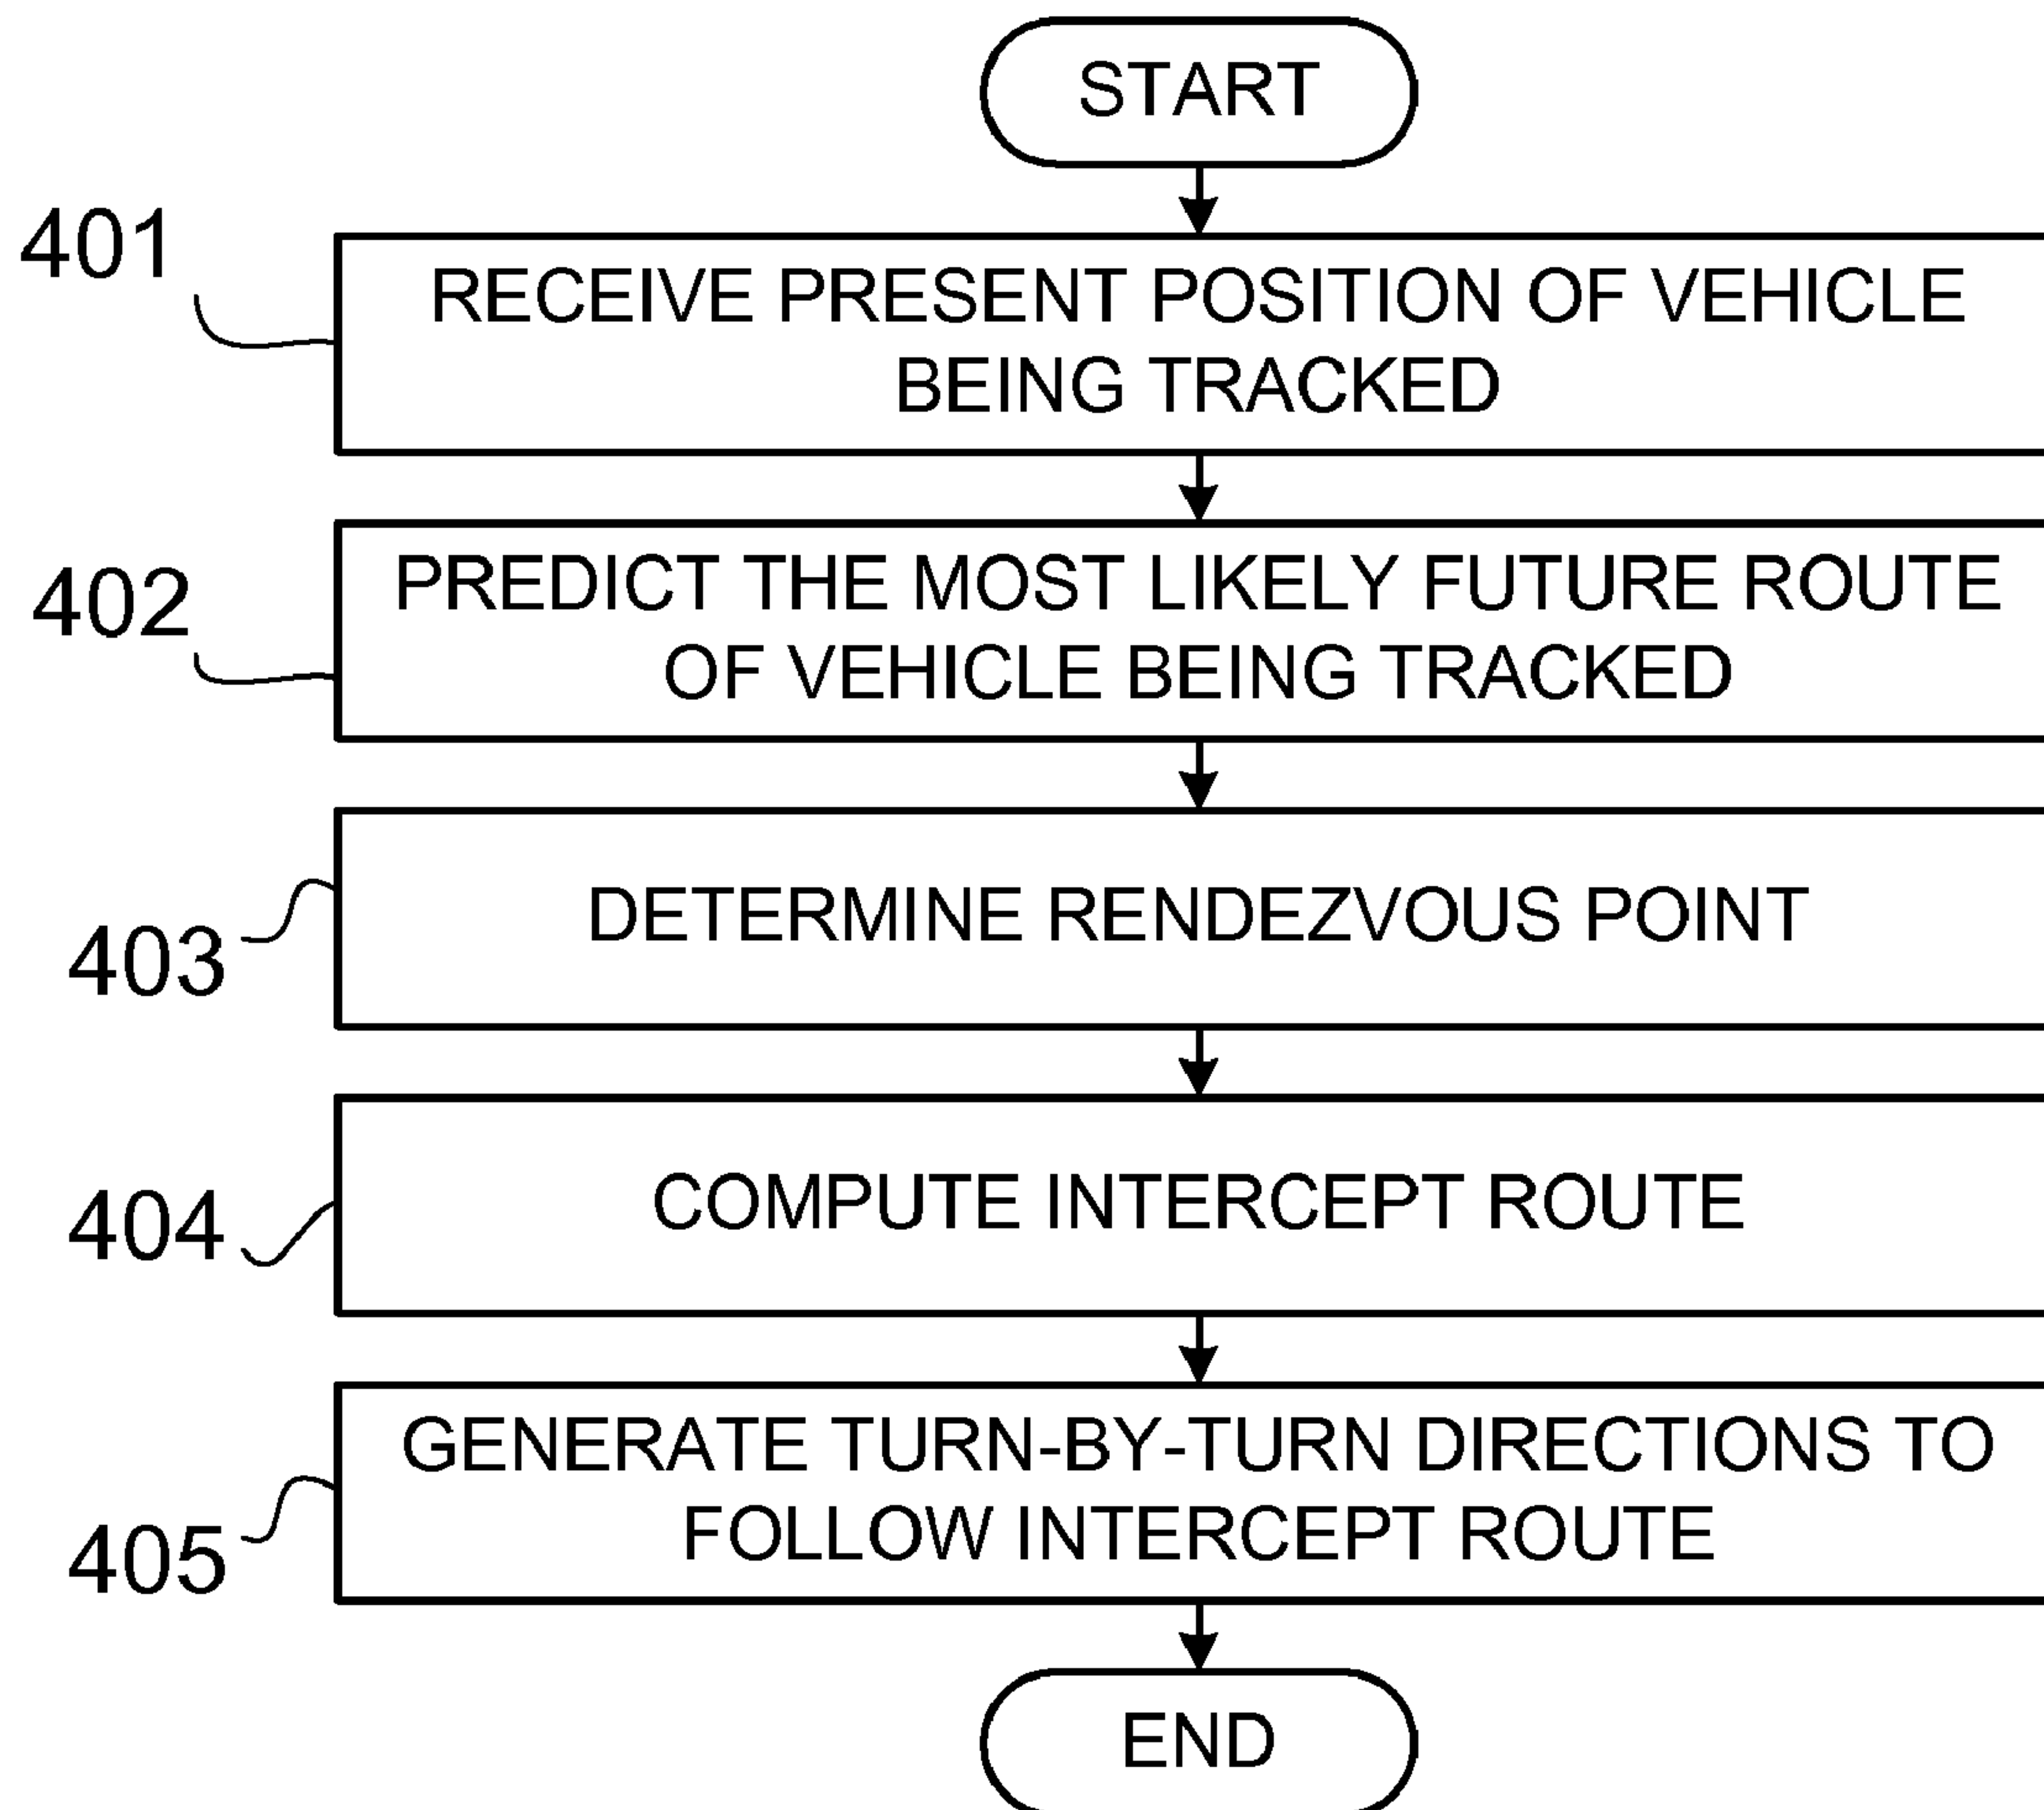 START
401
RECEIVE PRESENT POSITION OF VEHICLE
BEING TRACKED
402
PREDICT THE MOST LIKELY FUTURE ROUTE
OF VEHICLE BEING TRACKED
403
DETERMINE RENDEZVOUS POINT
404
COMPUTE INTERCEPT ROUTE
405
GENERATE TURN-BY-TURN DIRECTIONS TO
FOLLOW INTERCEPT ROUTE
END